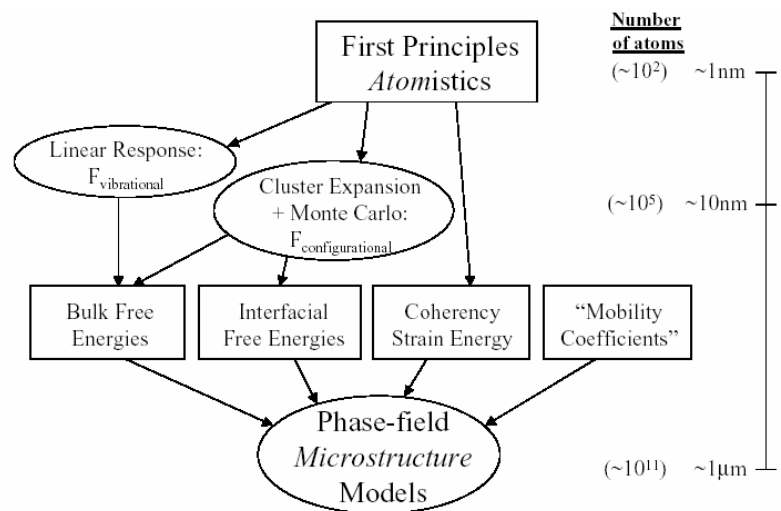 First Principles
Atomistics
Number
of atoms
(~10²) ~1nm
Linear Response:
F_vibrational
Cluster Expansion
+ Monte Carlo:
F_configurational
(~10⁵) ~10nm
Bulk Free
Energies
Interfacial
Free Energies
Coherency
Strain Energy
“Mobility
Coefficients”
Phase-field
Microstructure
Models
(~10¹¹) ~1μm